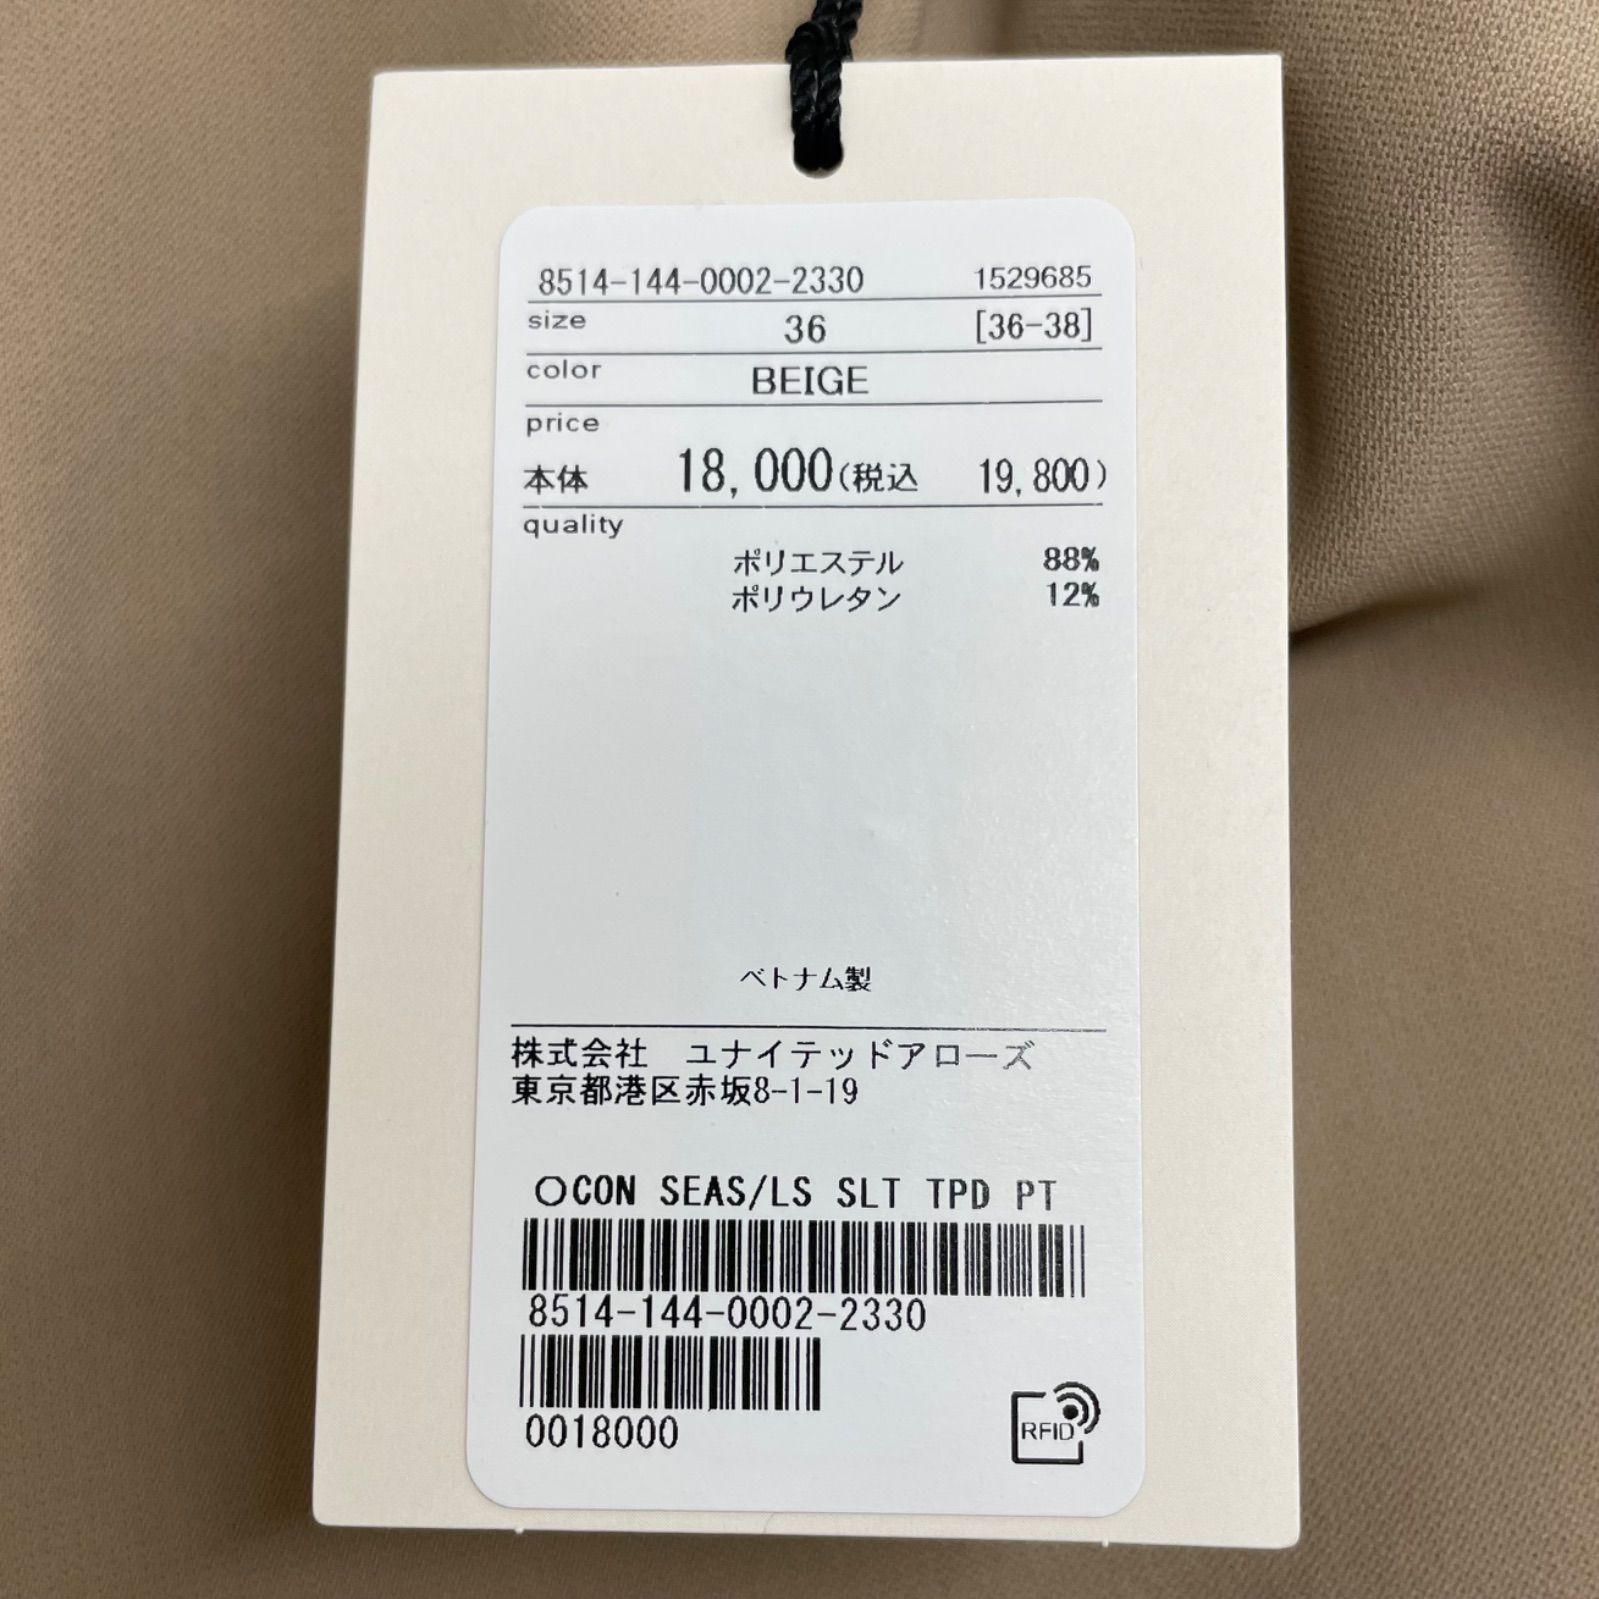 8514-144-0002-2330 1529685
size 36 [36-38]
color BEIGE
price
本体 18,000(税込 19,800)
quality
ポリエステル 88%
ポリウレタン 12%
ベトナム製
株式会社 ユナイテッドアローズ
東京都港区赤坂8-1-19
○CON SEAS/LS SLT TPD PT
8514-144-0002-2330
0018000
RFID